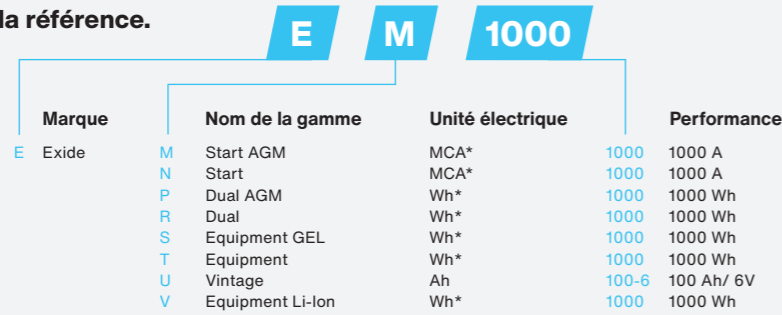 la référence.
E M 1000
Marque Nom de la gamme Unité électrique Performance
E Exide M Start AGM MCA* 1000 1000 A
N Start MCA* 1000 1000 A
P Dual AGM Wh* 1000 1000 Wh
R Dual Wh* 1000 1000 Wh
S Equipment GEL Wh* 1000 1000 Wh
T Equipment Wh* 1000 1000 Wh
U Vintage Ah 100-6 100 Ah/ 6V
V Equipment Li-Ion Wh* 1000 1000 Wh